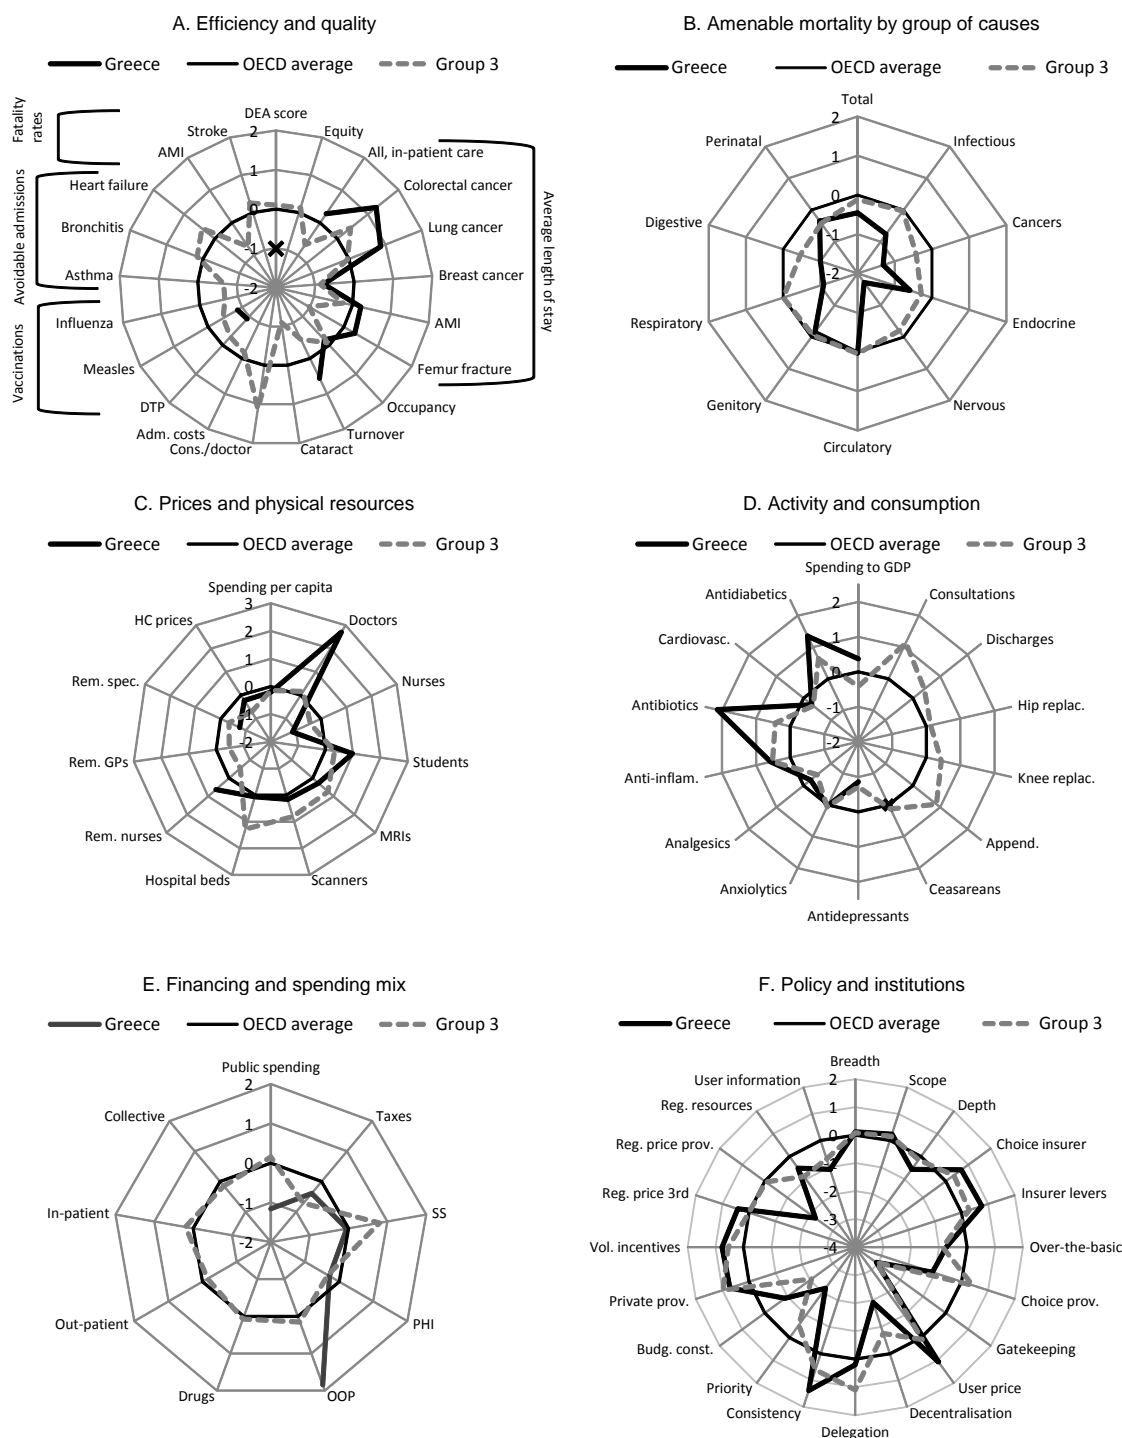 A. Efficiency and quality
Greece OECD average Group 3
Fatality rates
Avoidable admissions
Vaccinations
Average length of stay
DEA score
Equity
All, in-patient care
Colorectal cancer
Lung cancer
Breast cancer
AMI
Femur fracture
Occupancy
Turnover
Cataract
Cons./doctor
Adm. costs
DTP
Measles
Influenza
Asthma
Bronchitis
Heart failure
AMI
Stroke
2
1
0
-1
-2
B. Amenable mortality by group of causes
Greece OECD average Group 3
Total
Infectious
Cancers
Endocrine
Nervous
Circulatory
Genitory
Respiratory
Digestive
Perinatal
2
1
0
-1
-2
C. Prices and physical resources
Greece OECD average Group 3
Spending per capita
Doctors
Nurses
Students
MRIs
Scanners
Hospital beds
Rem. nurses
Rem. GPs
Rem. spec.
HC prices
3
2
1
0
-1
-2
D. Activity and consumption
Greece OECD average Group 3
Spending to GDP
Consultations
Discharges
Hip replac.
Knee replac.
Append.
Ceasareans
Antidepressants
Anxiolytics
Analgesics
Anti-inflam.
Antibiotics
Cardiovasc.
Antidiabetics
2
1
0
-1
-2
E. Financing and spending mix
Greece OECD average Group 3
Public spending
Taxes
SS
PHI
OOP
Drugs
Out-patient
In-patient
Collective
2
1
0
-1
-2
F. Policy and institutions
Greece OECD average Group 3
Breadth
Scope
Depth
Choice insurer
Insurer levers
Over-the-basic
Choice prov.
Gatekeeping
User price
Decentralisation
Delegation
Consistency
Priority
Budg. const.
Private prov.
Vol. incentives
Reg. price 3rd
Reg. price prov.
Reg. resources
User information
2
1
0
-1
-2
-3
-4